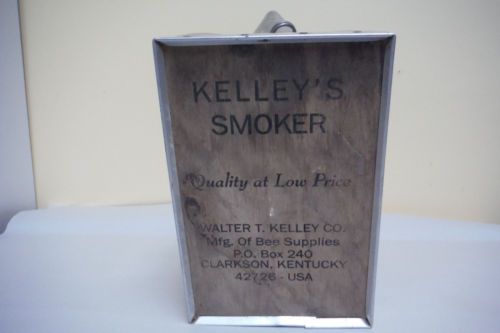 KELLEY'S
SMOKER
Quality at Low Price
WALTER T. KELLEY CO.
Mfg. Of Bee Supplies
P.O. Box 240
CLARKSON, KENTUCKY
42726 - USA